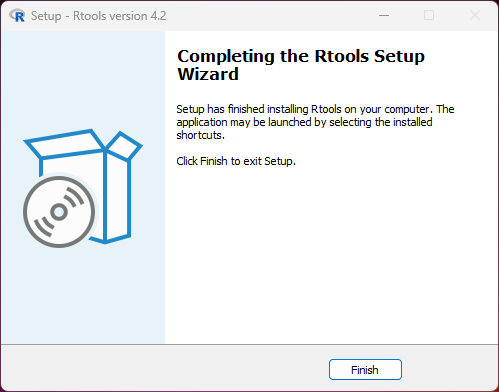 Setup - Rtools version 4.2
Completing the Rtools Setup
Wizard
Setup has finished installing Rtools on your computer. The
application may be launched by selecting the installed
shortcuts.
Click Finish to exit Setup.
Finish